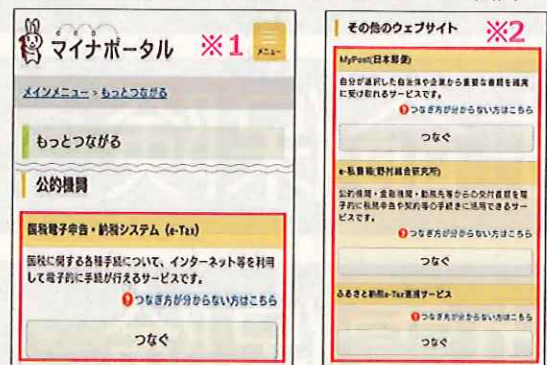 マイナポータル ※1
メニュー
メインメニュー > もっとつながる
もっとつながる
公的機関
国税電子申告・納税システム(e-Tax)
国税に関する各種手続について、インターネット等を利用
して電子的に手続が行えるサービスです。
つなぎ方が分からない方はこちら
つなぐ
その他のウェブサイト ※2
MyPost(日本郵便)
自分が選択した自治体や企業から重要な書類を確実
に受け取れるサービスです。
つなぎ方が分からない方はこちら
つなぐ
e-私書箱(野村総合研究所)
公的機関・金融機関・勤務先等からの交付書類を電
子的に税務申告や契約等の手続きに活用できるサー
ビスです。
つなぎ方が分からない方はこちら
つなぐ
ふるさと納税e-Tax連携サービス
つなぎ方が分からない方はこちら
つなぐ